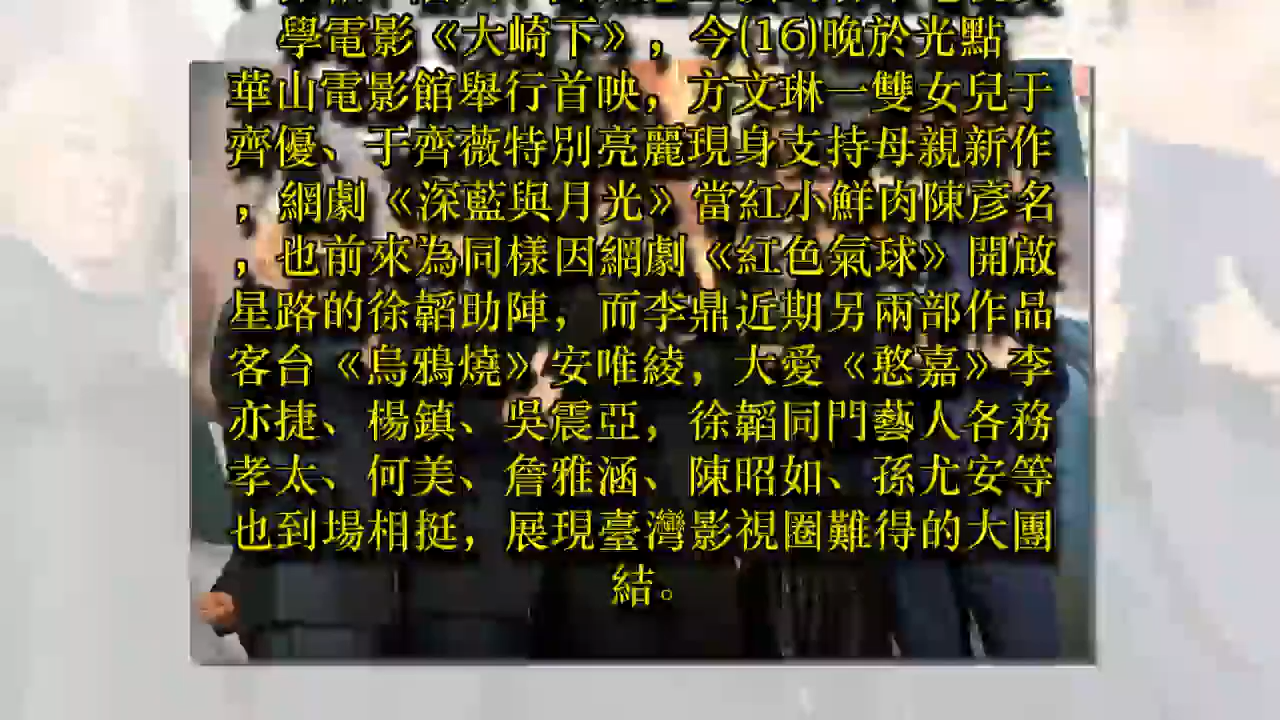 學電影《大崎下》，今(16)晚於光點
華山電影館舉行首映，方文琳一雙女兒于
齊優、于齊薇特別亮麗現身支持母親新作
，網劇《深藍與月光》當紅小鮮肉陳彥名
，也前來為同樣因網劇《紅色氣球》開啟
星路的徐韜助陣，而李鼎近期另兩部作品
客台《烏鴉燒》安唯綾，大愛《憨嘉》李
亦捷、楊鎮、吳震亞，徐韜同門藝人各務
孝太、何美、詹雅涵、陳昭如、孫尤安等
也到場相挺，展現臺灣影視圈難得的大團
結。